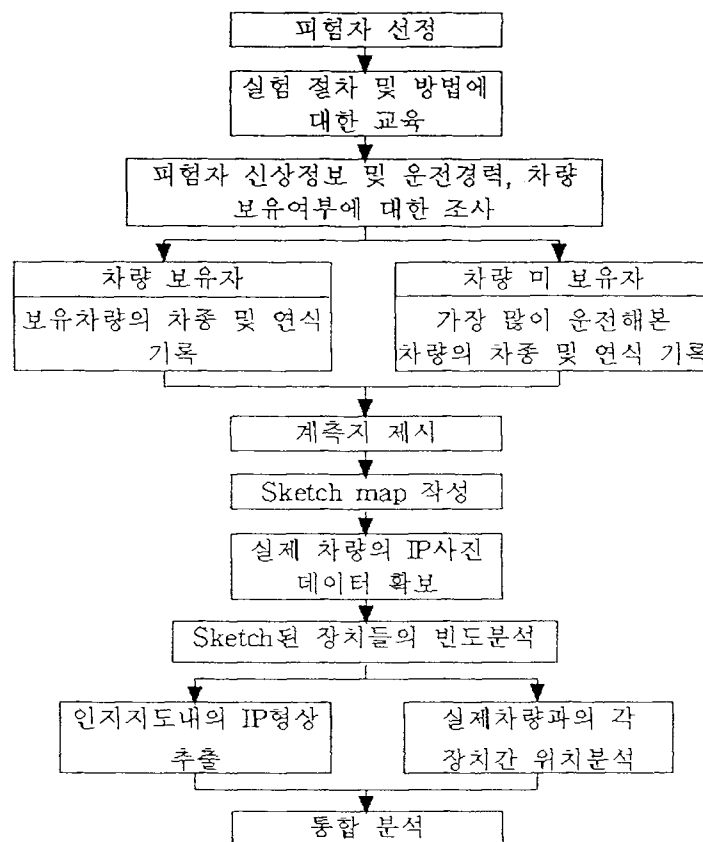 피험자 선정
실험 절차 및 방법에
대한 교육
피험자 신상정보 및 운전경력, 차량
보유여부에 대한 조사
차량 보유자
보유차량의 차종 및 연식
기록
차량 미 보유자
가장 많이 운전해본
차량의 차종 및 연식 기록
계측지 제시
Sketch map 작성
실제 차량의 IP사진
데이터 확보
Sketch된 장치들의 빈도분석
인지지도내의 IP형상
추출
실제차량과의 각
장치간 위치분석
통합 분석